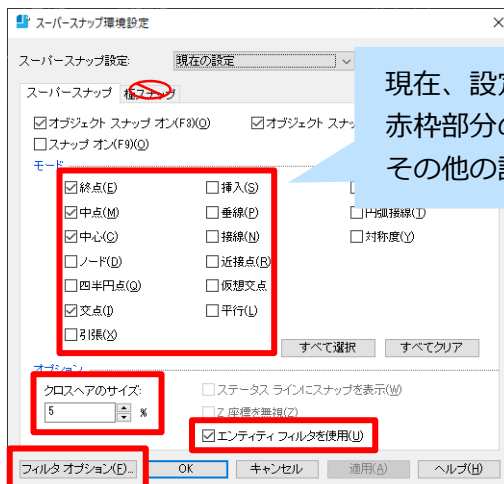 スーパースナップ環境設定
スーパースナップ設定: 現在の設定
スーパースナップ 極スナップ
オブジェクト スナップ オン(F3)(O) オブジェクト スナッ
スナップ オン(F9)(O)
現在、設定
赤枠部分の
その他の設
モード
終点(E) 挿入(S)
中点(M) 垂線(P) 円弧接線(T)
中心(C) 接線(N) 対称度(Y)
ノード(D) 近接点(R)
四半円点(Q) 仮想交点
交点(I) 平行(L)
引張(X)
すべて選択 すべてクリア
オプション
クロスヘアのサイズ: ステータス ラインにスナップを表示(W)
5 % Z 座標を無視(Z)
エンティティ フィルタを使用(U)
フィルタ オプション(F)... OK キャンセル 適用(A) ヘルプ(H)